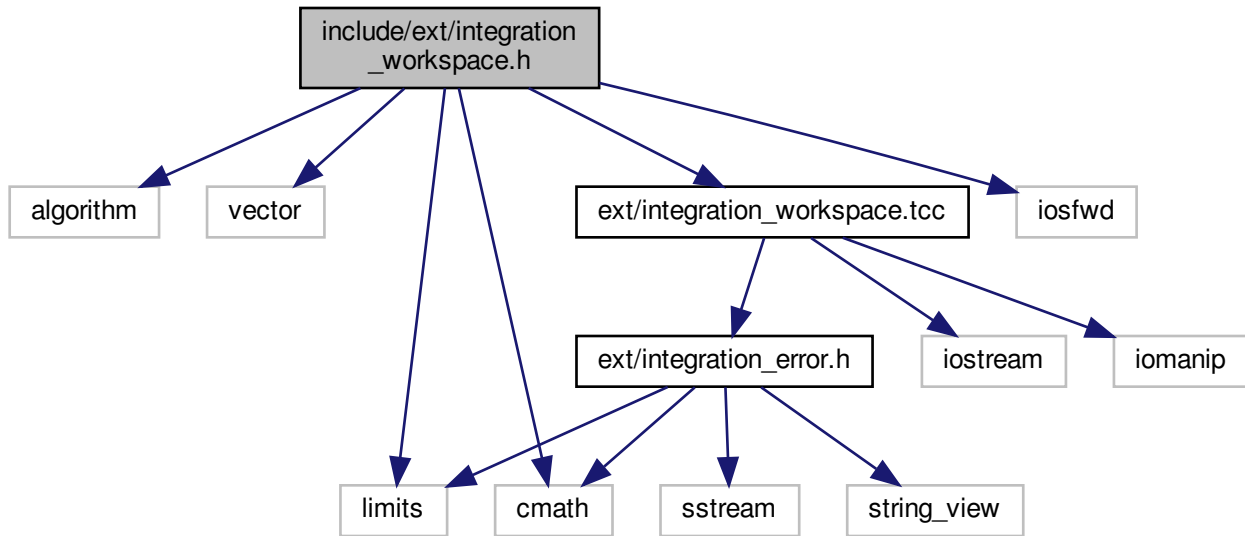 include/ext/integration
_workspace.h
algorithm
vector
ext/integration_workspace.tcc
iosfwd
ext/integration_error.h
iostream
iomanip
limits
cmath
sstream
string_view